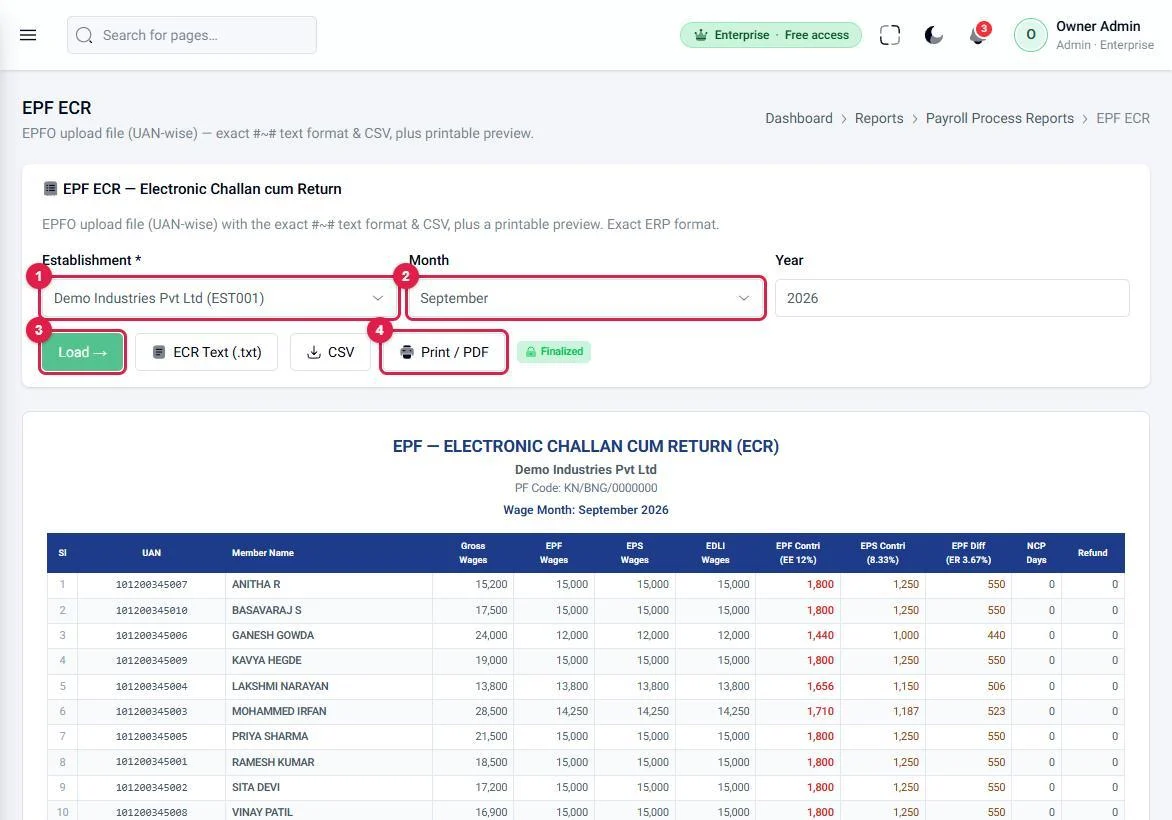 Search for pages...
Enterprise · Free access
3
O
Owner Admin
Admin · Enterprise
EPF ECR
EPFO upload file (UAN-wise) — exact #~# text format & CSV, plus printable preview.
Dashboard > Reports > Payroll Process Reports > EPF ECR
EPF ECR — Electronic Challan cum Return
EPFO upload file (UAN-wise) with the exact #~# text format & CSV, plus a printable preview. Exact ERP format.
Establishment * Month Year
1 2
Demo Industries Pvt Ltd (EST001) September 2026
3 4
Load → ECR Text (.txt) CSV Print / PDF Finalized
EPF — ELECTRONIC CHALLAN CUM RETURN (ECR)
Demo Industries Pvt Ltd
PF Code: KN/BNG/0000000
Wage Month: September 2026
Sl UAN Member Name Gross Wages EPF Wages EPS Wages EDLI Wages EPF Contri (EE 12%) EPS Contri (8.33%) EPF Diff (ER 3.67%) NCP Days Refund
1 101200345007 ANITHA R 15,200 15,000 15,000 15,000 1,800 1,250 550 0 0
2 101200345010 BASAVARAJ S 17,500 15,000 15,000 15,000 1,800 1,250 550 0 0
3 101200345006 GANESH GOWDA 24,000 12,000 12,000 12,000 1,440 1,000 440 0 0
4 101200345009 KAVYA HEGDE 19,000 15,000 15,000 15,000 1,800 1,250 550 0 0
5 101200345004 LAKSHMI NARAYAN 13,800 13,800 13,800 13,800 1,656 1,150 506 0 0
6 101200345003 MOHAMMED IRFAN 28,500 14,250 14,250 14,250 1,710 1,187 523 0 0
7 101200345005 PRIYA SHARMA 21,500 15,000 15,000 15,000 1,800 1,250 550 0 0
8 101200345001 RAMESH KUMAR 18,500 15,000 15,000 15,000 1,800 1,250 550 0 0
9 101200345002 SITA DEVI 17,200 15,000 15,000 15,000 1,800 1,250 550 0 0
10 101200345008 VINAY PATIL 16,900 15,000 15,000 15,000 1,800 1,250 550 0 0